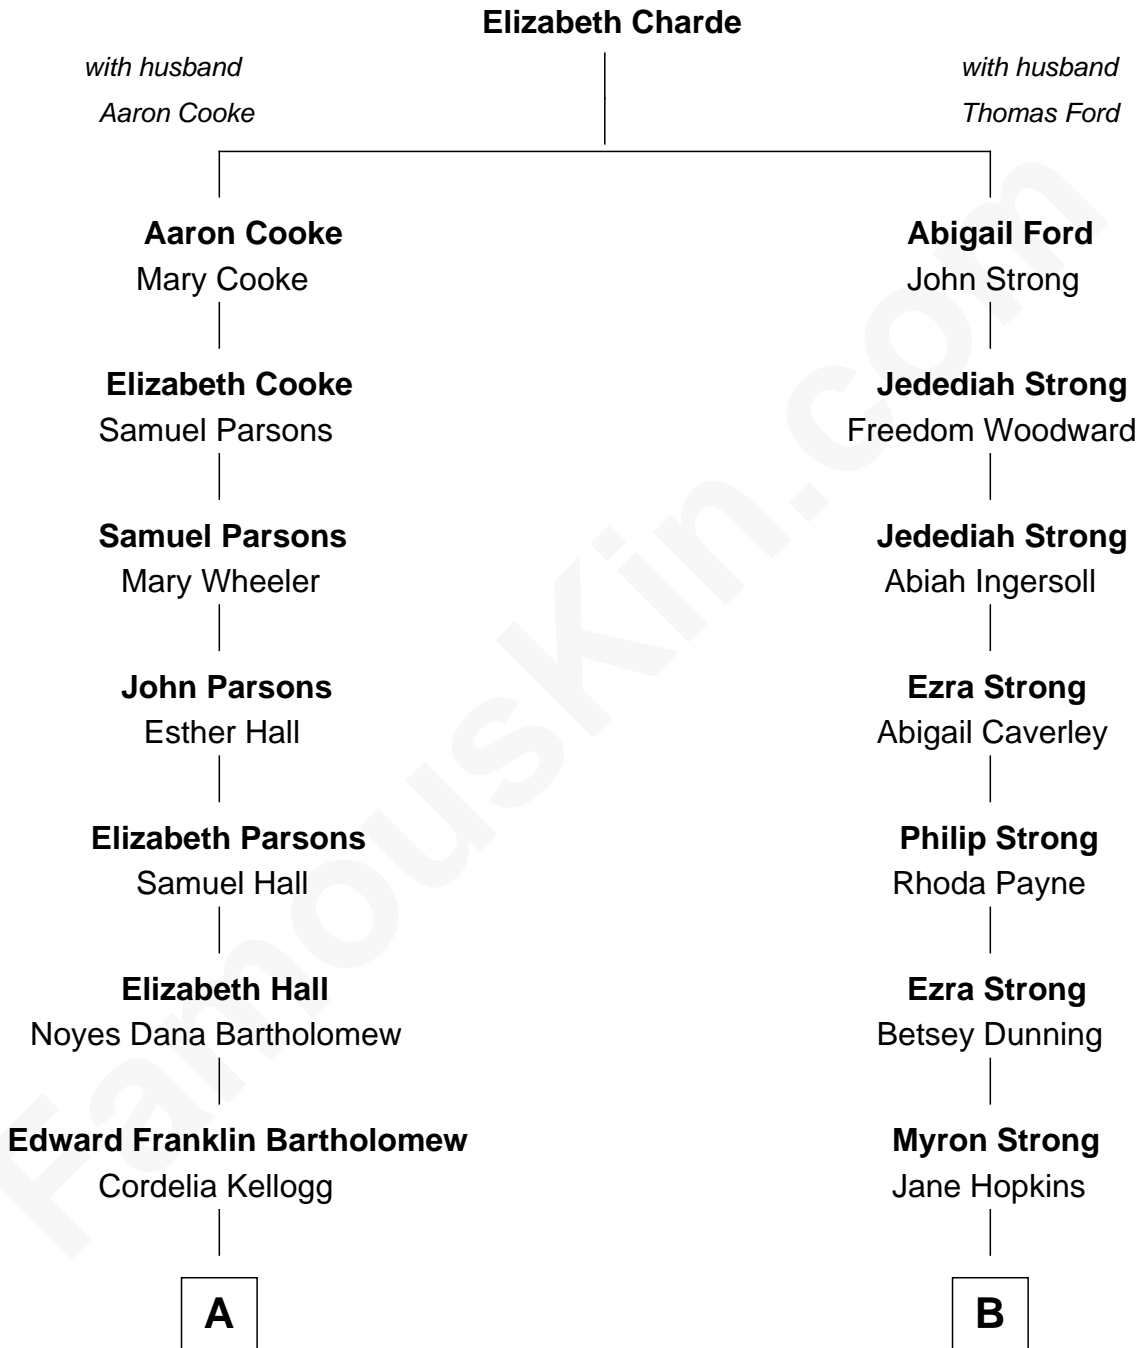 Elizabeth Charde
with husband
Aaron Cooke
with husband
Thomas Ford
Aaron Cooke
Mary Cooke
Abigail Ford
John Strong
Elizabeth Cooke
Samuel Parsons
Jedediah Strong
Freedom Woodward
Samuel Parsons
Mary Wheeler
Jedediah Strong
Abiah Ingersoll
John Parsons
Esther Hall
Ezra Strong
Abigail Caverley
Elizabeth Parsons
Samuel Hall
Philip Strong
Rhoda Payne
Elizabeth Hall
Noyes Dana Bartholomew
Ezra Strong
Betsey Dunning
Edward Franklin Bartholomew
Cordelia Kellogg
Myron Strong
Jane Hopkins
A
B
FamousKin.com